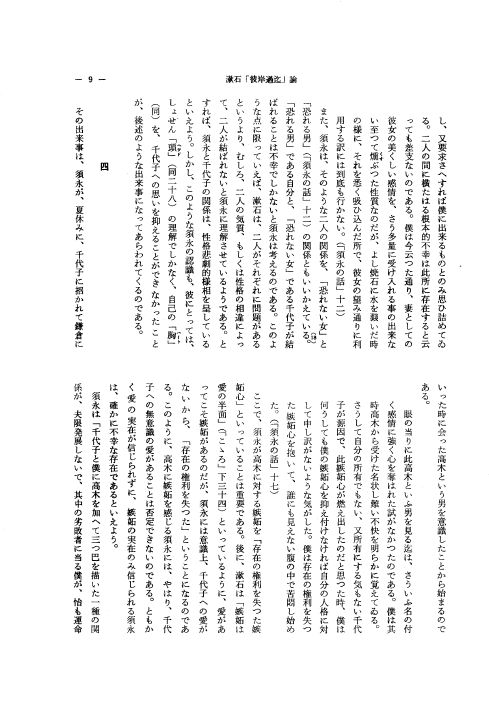 漱石「彼岸過迄」論
― 9 ―
し、又要求さへすれば僕に出来るものとのみ思ひ詰めてゐ
る。二人の間に横たはる根本的不幸は此所に存在すると云
つても差支ないのである。僕は今云つた通り、妻としての
彼女の美くしい感情を、さう多量に受け入れる事の出来な
い至つて燻ぶつた性質なのだが、よし焼石に水を濺いだ時
の様に、それを悉く吸ひ込んだ所で、彼女の望み通りに利
用する訳には到底も行かない。(「須永の話」十二)
また、須永は、そのような二人の関係を、「恐れない女」と
「恐れる男」(「須永の話」十二)の関係ともいいかえている。
「恐れる男」である自分と、「恐れない女」である千代子が結
ばれることは不幸でしかないと須永は考えるのである。このよ
うな点に限っていえば、漱石は、二人がそれぞれに問題がある
というより、むしろ、二人の気質、もしくは性格の相違によっ
て、二人が結ばれないと須永に理解させているようである。と
すれば、須永と千代子の関係は、性格悲劇的様相を呈している
といえよう。しかし、このような須永の認識も、彼にとっては、
しょせん「頭」(同二十八)の理解でしかなく、自己の「胸」
(同)を、千代子への思いを抑えることができなかったこと
が、後述のような出来事になってあらわれてくるのである。
四
その出来事は、須永が、夏休みに、千代子に招かれて鎌倉に
いった時に会った高木という男を意識したことから始まるので
ある。
眼の当りに此高木といふ男を見る迄は、さういふ名の付
く感情に強く心を奪はれた試がなかつたのである。僕は其
時高木から受けた名状し難い不快を明らかに覚えてゐる。
さうして自分の所有でもない、又所有にする気もない千代
子が源因で、此嫉妬心が燃え出したのだと思つた時、僕は
何うしても僕の嫉妬心を抑え付けなければ自分の人格に対
して申し訳がないような気がした。僕は存在の権利を失つ
た嫉妬心を抱いて、誰にも見えない腹の中で苦悶し始め
た。(「須永の話」十七)
ここで、須永が高木に対する嫉妬を「存在の権利を失つた嫉
妬心」といっていることは重要である。後に、漱石は「嫉妬は
愛の半面」(「こゝろ」下三十四)といっているように、愛があ
ってこそ嫉妬があるのだが、須永には意識上、千代子への愛が
ないから、「存在の権利を失つた」ということになるのであ
る。このように、高木に嫉妬を感じる須永には、やはり、千代
子への無意識の愛があることは否定できないのである。ともか
く愛の実在が信じられずに、嫉妬の実在のみ信じられる須永
は、確かに不幸な存在であるといえよう。
須永は「千代子と僕に高木を加へて三つ巴を描いた一種の関
係が、夫限発展しないで、其中の劣敗者に当る僕が、恰も運命